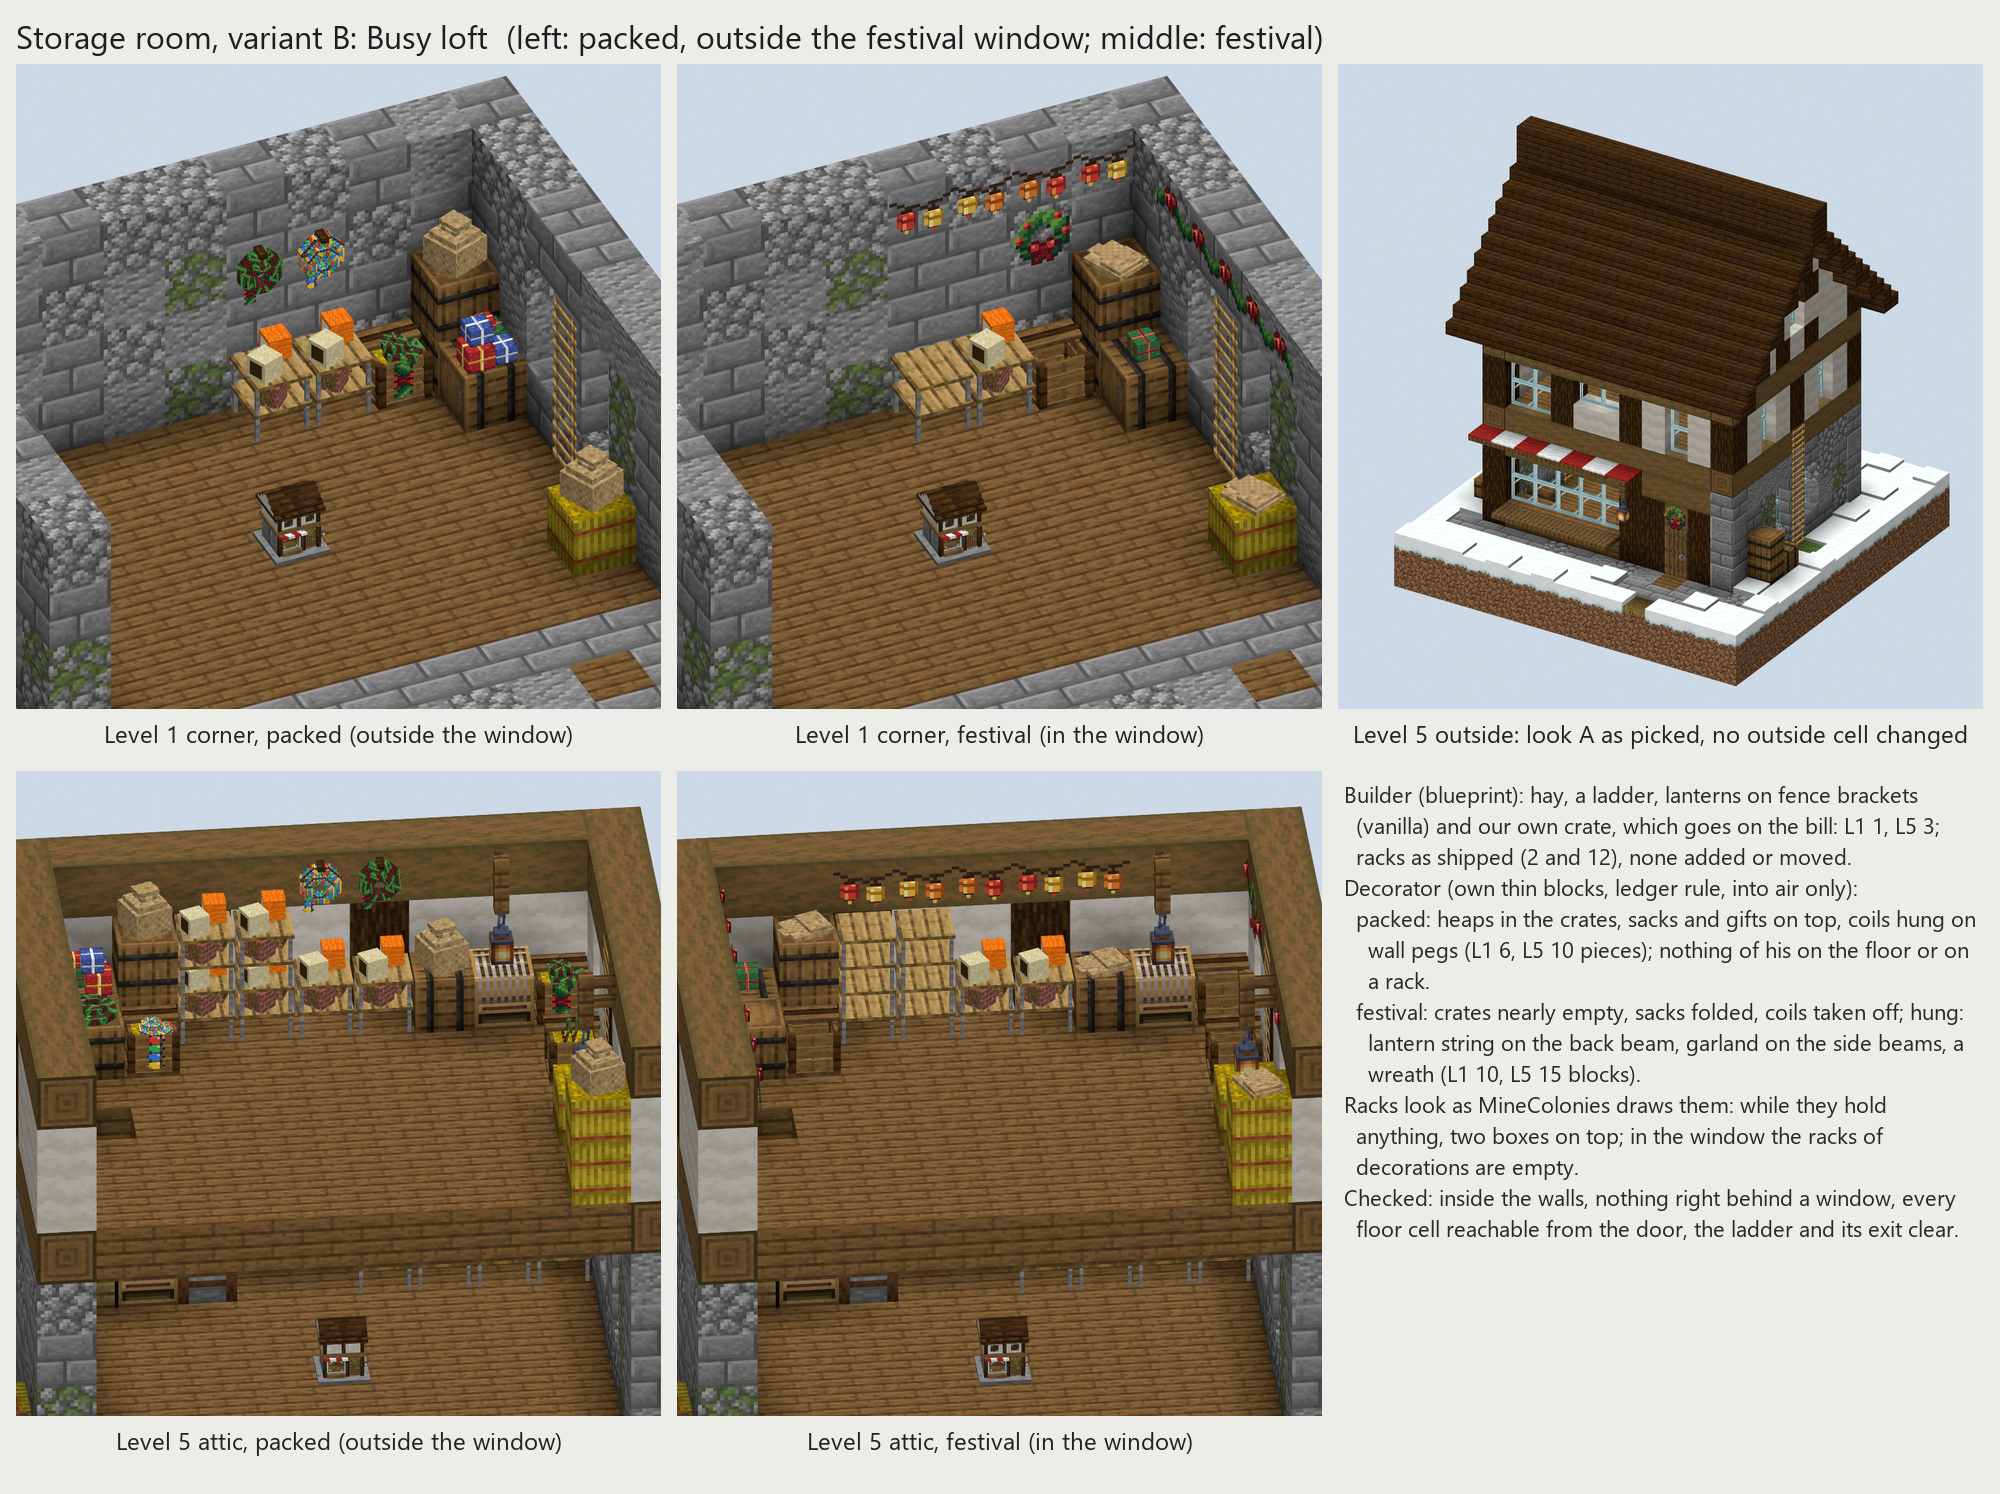 Storage room, variant B: Busy loft  (left: packed, outside the festival window; middle: festival)
Level 1 corner, packed (outside the window)
Level 1 corner, festival (in the window)
Level 5 outside: look A as picked, no outside cell changed
Builder (blueprint): hay, a ladder, lanterns on fence brackets
(vanilla) and our own crate, which goes on the bill: L1 1, L5 3;
racks as shipped (2 and 12), none added or moved.
Decorator (own thin blocks, ledger rule, into air only):
packed: heaps in the crates, sacks and gifts on top, coils hung on
wall pegs (L1 6, L5 10 pieces); nothing of his on the floor or on
a rack.
festival: crates nearly empty, sacks folded, coils taken off; hung:
lantern string on the back beam, garland on the side beams, a
wreath (L1 10, L5 15 blocks).
Racks look as MineColonies draws them: while they hold
anything, two boxes on top; in the window the racks of
decorations are empty.
Checked: inside the walls, nothing right behind a window, every
floor cell reachable from the door, the ladder and its exit clear.
Level 5 attic, packed (outside the window)
Level 5 attic, festival (in the window)